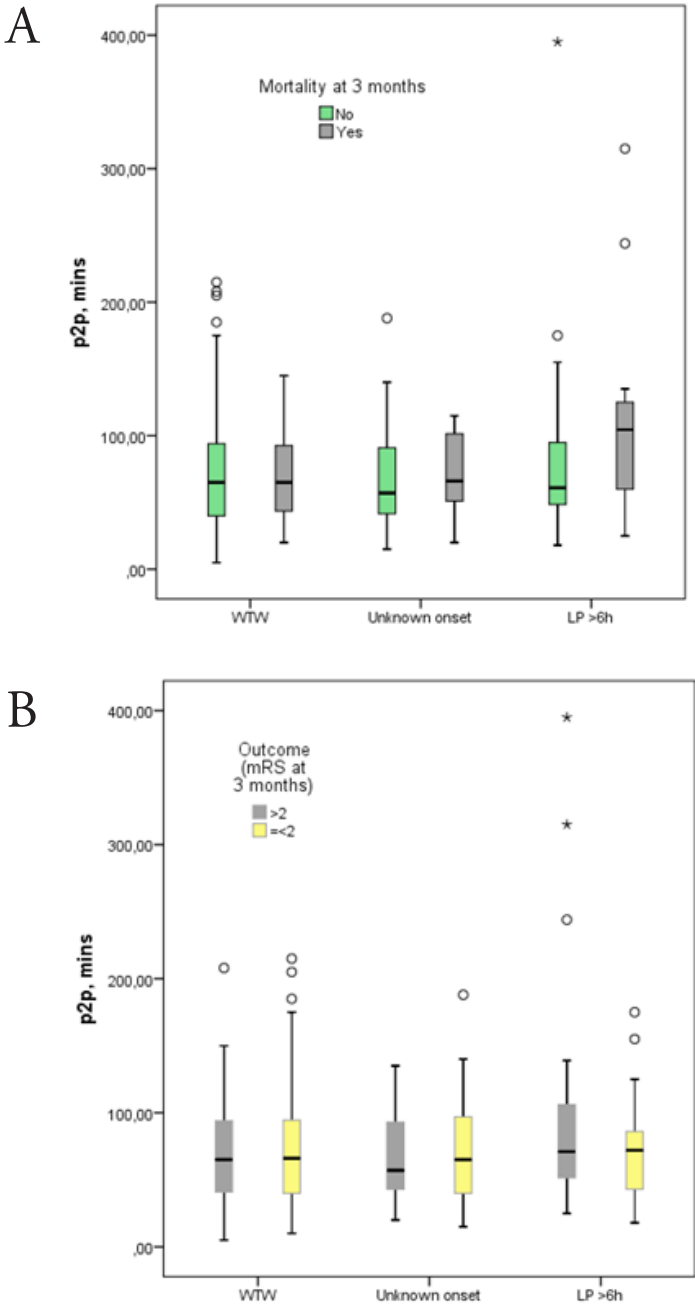 A
400,00
Mortality at 3 months
No
Yes
300,00
200,00
100,00
,00
p2p, mins
WTW
Unknown onset
LP >6h
B
400,00
Outcome
(mRS at
3 months)
>2
=<2
300,00
200,00
100,00
,00
p2p, mins
WTW
Unknown onset
LP >6h